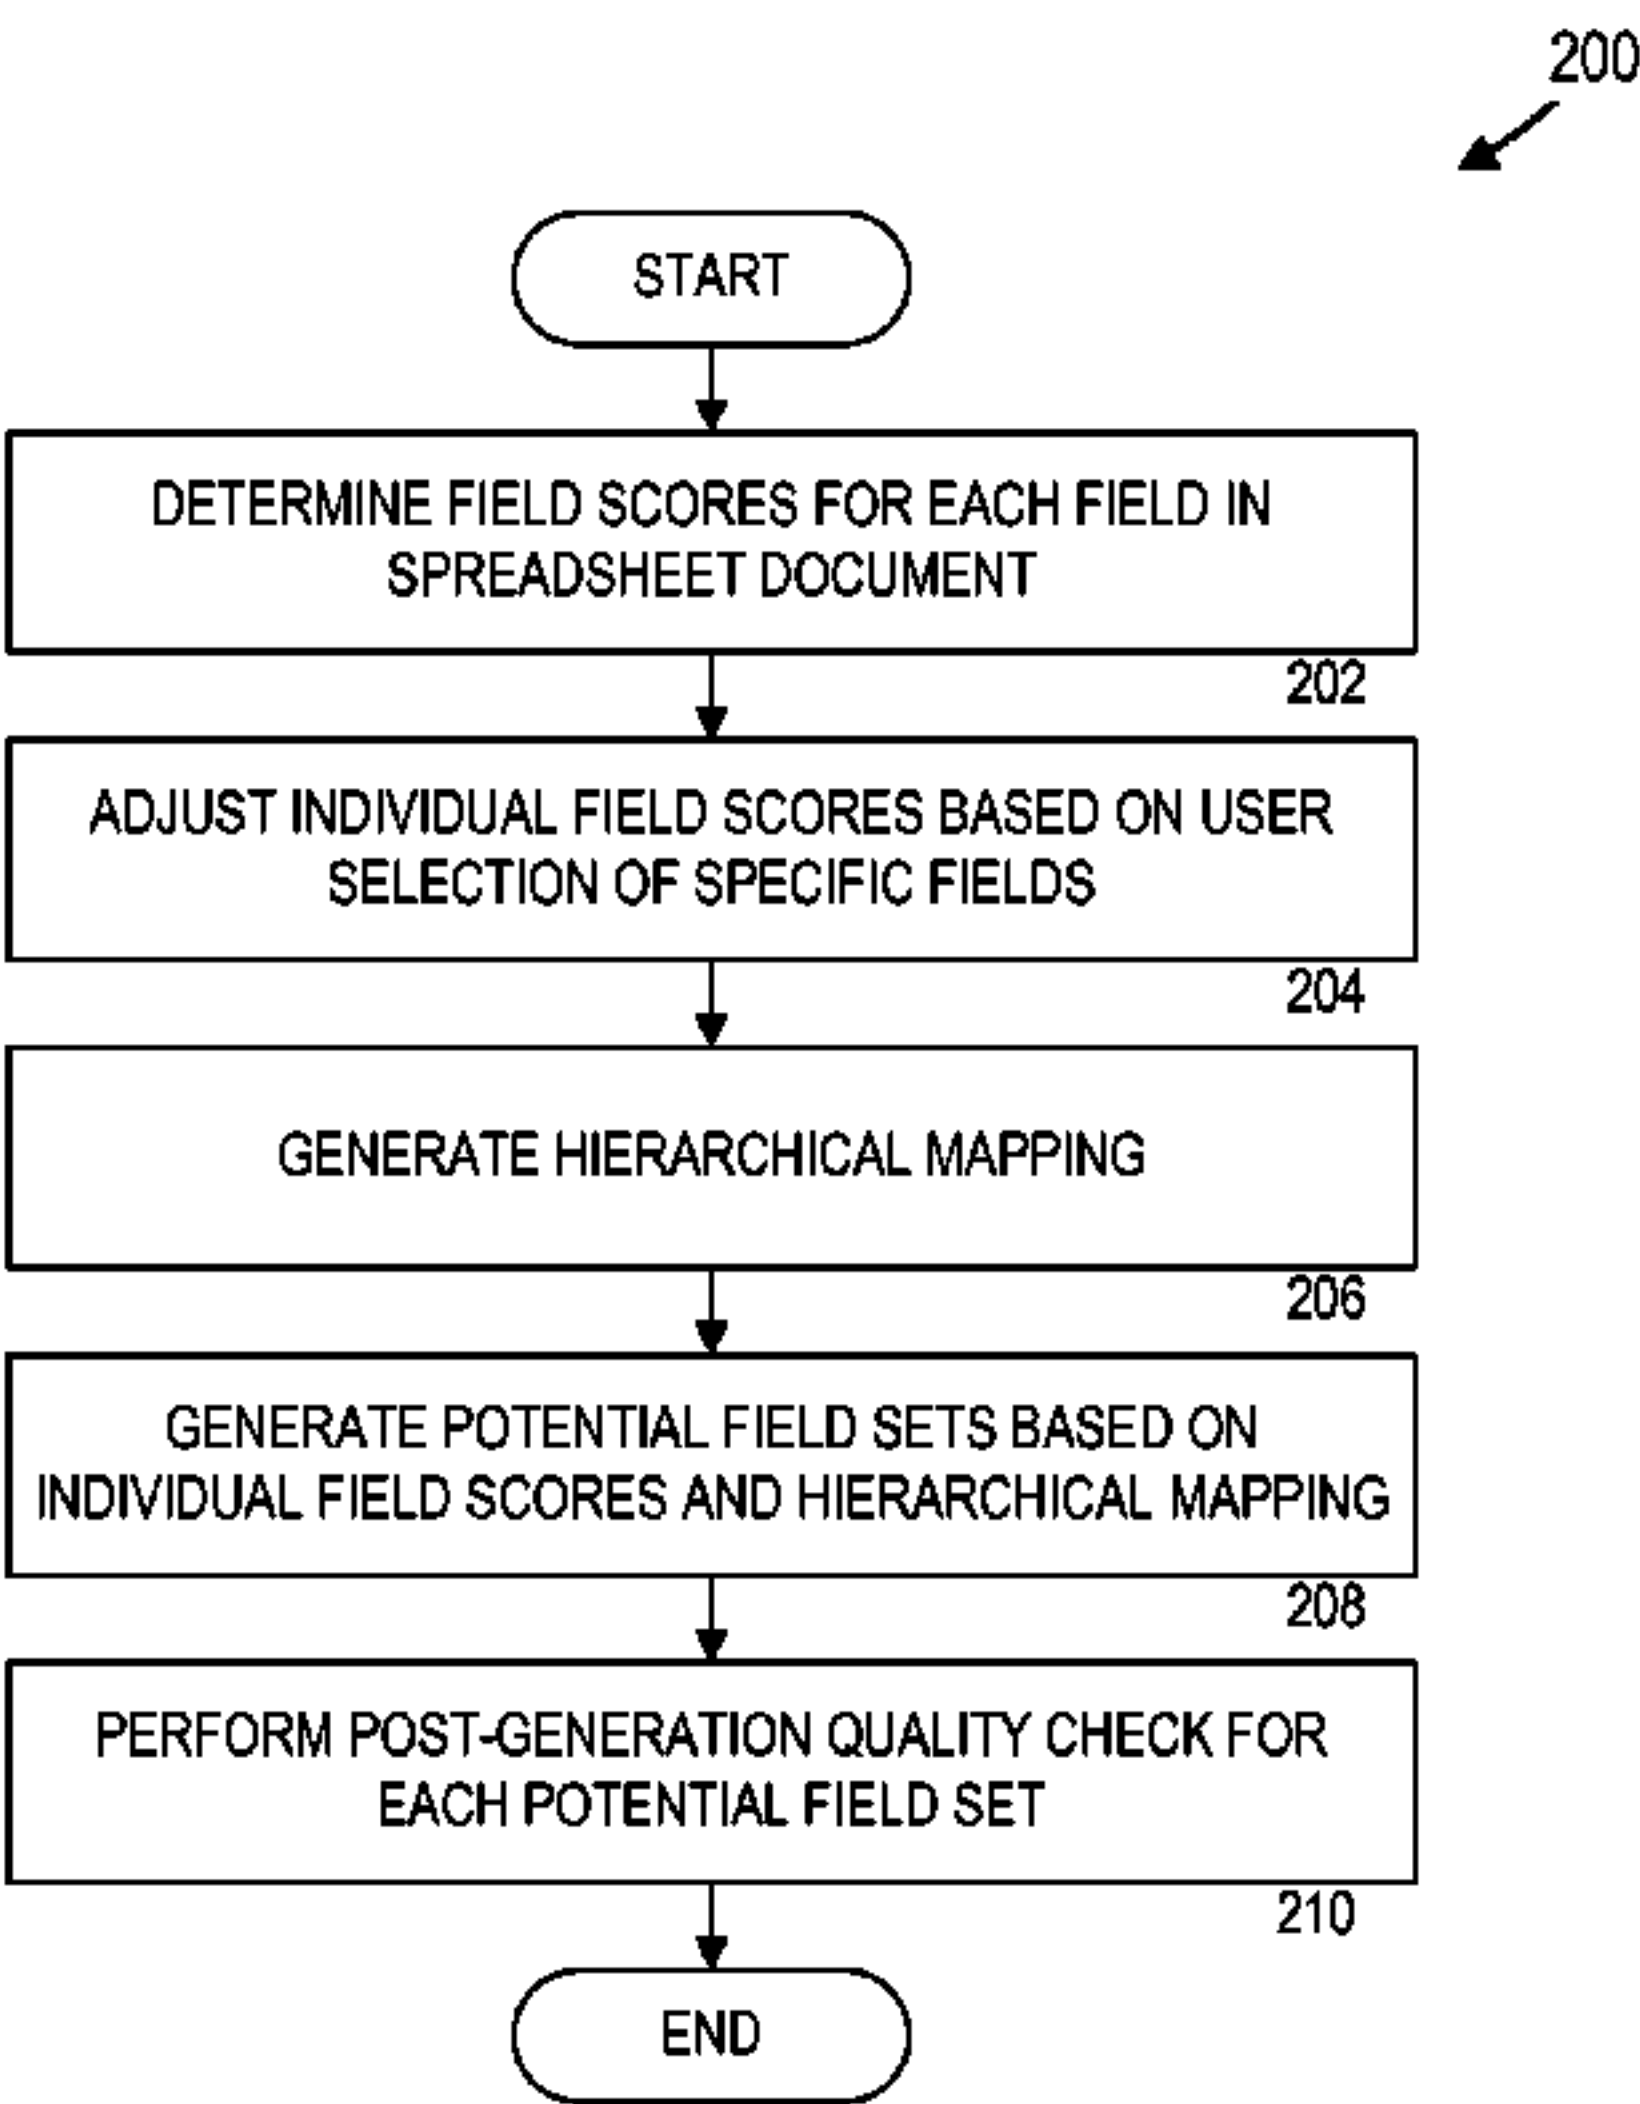 200
START
DETERMINE FIELD SCORES FOR EACH FIELD IN
SPREADSHEET DOCUMENT
202
ADJUST INDIVIDUAL FIELD SCORES BASED ON USER
SELECTION OF SPECIFIC FIELDS
204
GENERATE HIERARCHICAL MAPPING
206
GENERATE POTENTIAL FIELD SETS BASED ON
INDIVIDUAL FIELD SCORES AND HIERARCHICAL MAPPING
208
PERFORM POST-GENERATION QUALITY CHECK FOR
EACH POTENTIAL FIELD SET
210
END